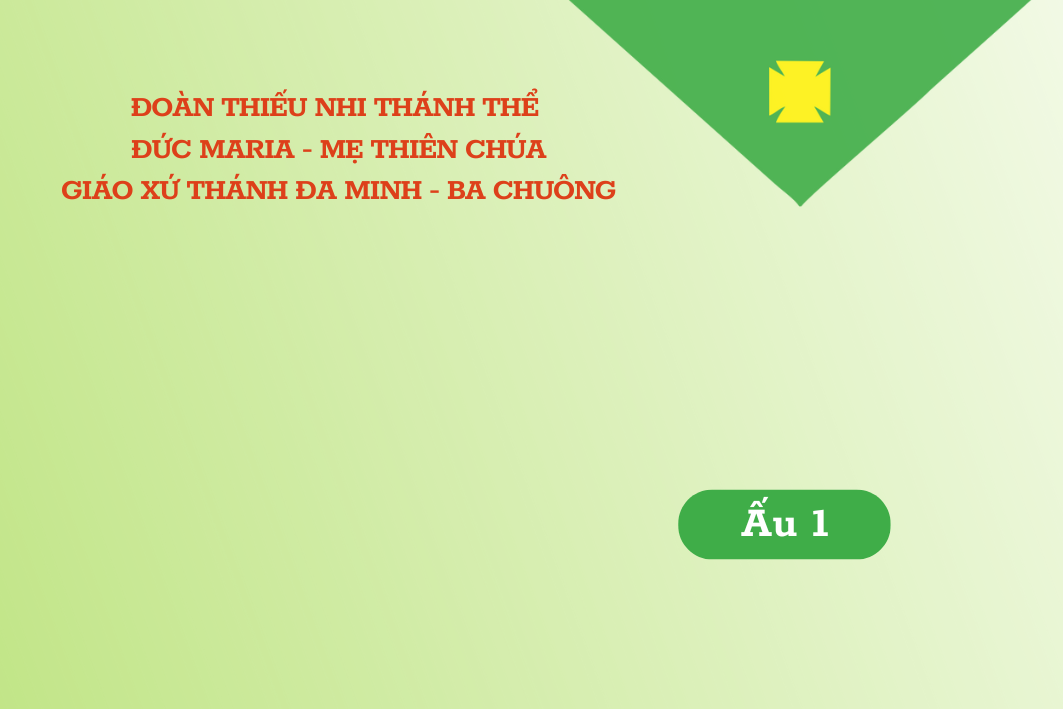 ĐOÀN THIẾU NHI THÁNH THỂ
ĐỨC MARIA - MẸ THIÊN CHÚA
GIÁO XỨ THÁNH ĐA MINH - BA CHUÔNG
Ấu 1